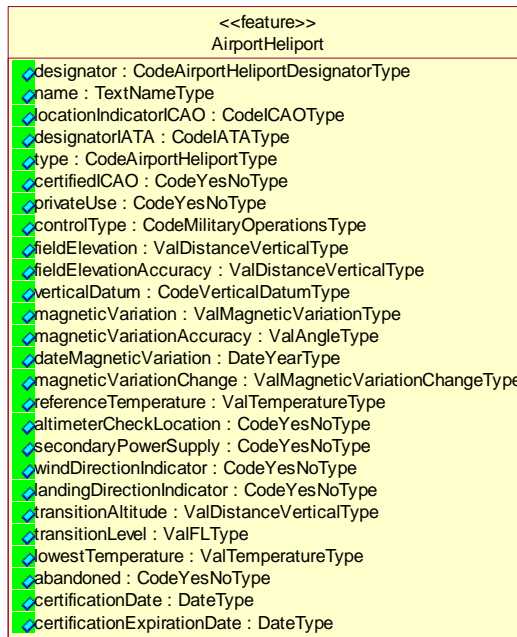 <<feature>>
AirportHeliport
designator : CodeAirportHeliportDesignatorType
name : TextNameType
locationIndicatorICAO : CodeICAOType
designatorIATA : CodeIATAType
type : CodeAirportHeliportType
certifiedICAO : CodeYesNoType
privateUse : CodeYesNoType
controlType : CodeMilitaryOperationsType
fieldElevation : ValDistanceVerticalType
fieldElevationAccuracy : ValDistanceVerticalType
verticalDatum : CodeVerticalDatumType
magneticVariation : ValMagneticVariationType
magneticVariationAccuracy : ValAngleType
dateMagneticVariation : DateYearType
magneticVariationChange : ValMagneticVariationChangeType
referenceTemperature : ValTemperatureType
altimeterCheckLocation : CodeYesNoType
secondaryPowerSupply : CodeYesNoType
windDirectionIndicator : CodeYesNoType
landingDirectionIndicator : CodeYesNoType
transitionAltitude : ValDistanceVerticalType
transitionLevel : ValFLType
lowestTemperature : ValTemperatureType
abandoned : CodeYesNoType
certificationDate : DateType
certificationExpirationDate : DateType